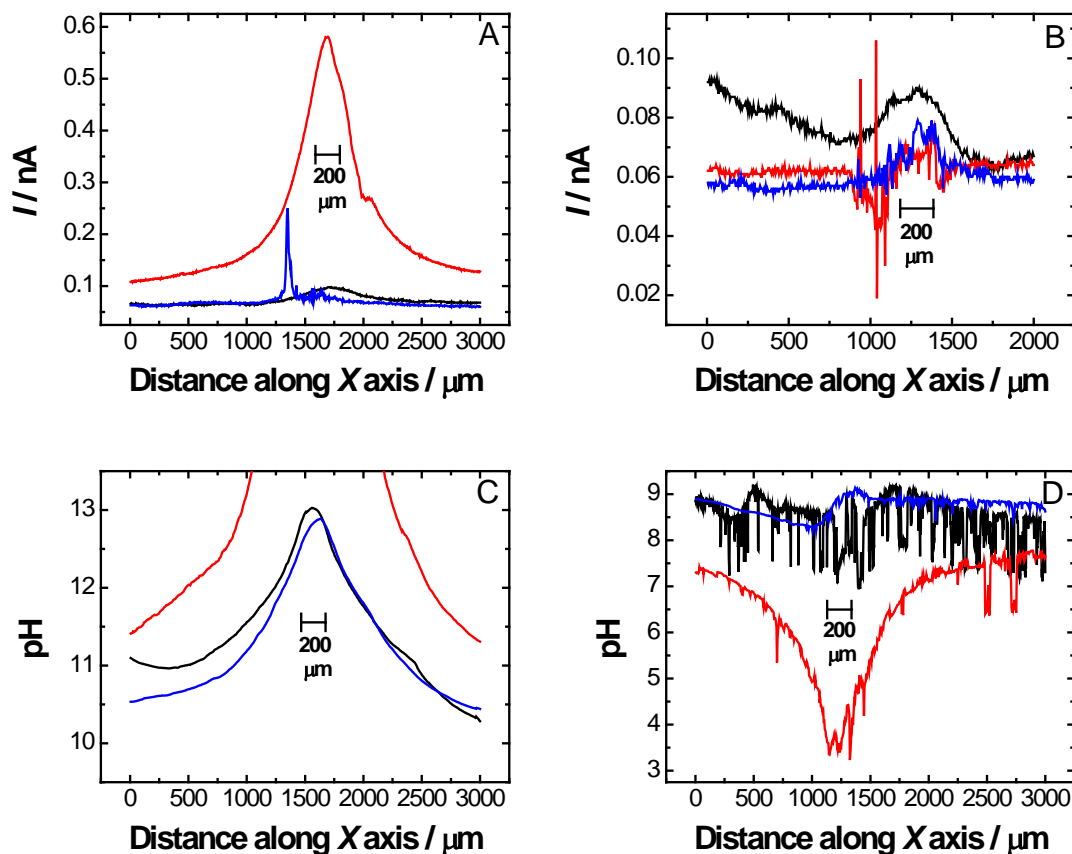 A
I / nA
0.6
0.5
0.4
0.3
0.2
0.1
200
μm
0 500 1000 1500 2000 2500 3000
Distance along X axis / μm
B
I / nA
0.10
0.08
0.06
0.04
0.02
200
μm
0 500 1000 1500 2000
Distance along X axis / μm
C
pH
13
12
11
10
200
μm
0 500 1000 1500 2000 2500 3000
Distance along X axis / μm
D
pH
9
8
7
6
5
4
3
200
μm
0 500 1000 1500 2000 2500 3000
Distance along X axis / μm